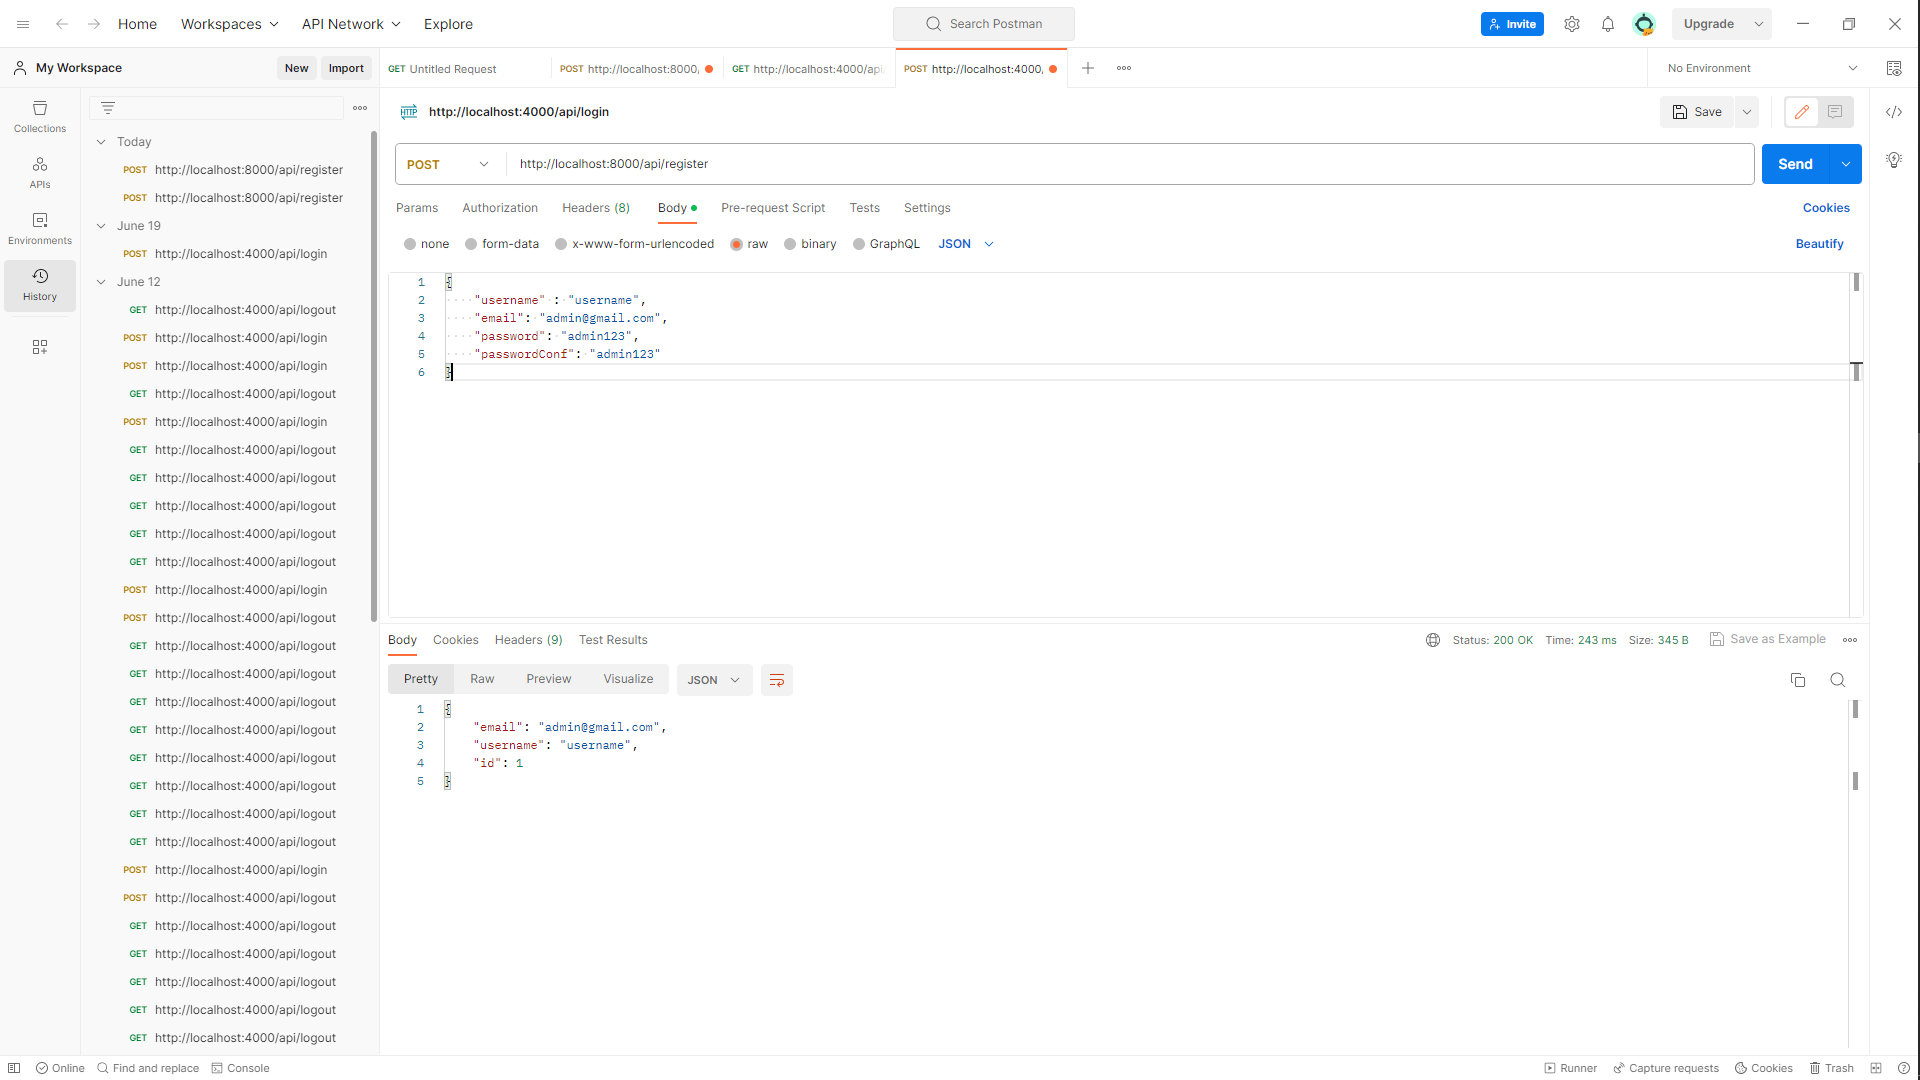 Home Workspaces API Network Explore Search Postman Invite Upgrade
My Workspace New Import GET Untitled Request POST http://localhost:8000, GET http://localhost:4000/api POST http://localhost:4000, No Environment
Collections
APIs
Environments
History
Today
POST http://localhost:8000/api/register
POST http://localhost:8000/api/register
June 19
POST http://localhost:4000/api/login
June 12
GET http://localhost:4000/api/logout
POST http://localhost:4000/api/login
POST http://localhost:4000/api/login
GET http://localhost:4000/api/logout
POST http://localhost:4000/api/login
GET http://localhost:4000/api/logout
GET http://localhost:4000/api/logout
GET http://localhost:4000/api/logout
GET http://localhost:4000/api/logout
GET http://localhost:4000/api/logout
POST http://localhost:4000/api/login
POST http://localhost:4000/api/logout
GET http://localhost:4000/api/logout
GET http://localhost:4000/api/logout
GET http://localhost:4000/api/logout
GET http://localhost:4000/api/logout
GET http://localhost:4000/api/logout
GET http://localhost:4000/api/logout
GET http://localhost:4000/api/logout
GET http://localhost:4000/api/logout
POST http://localhost:4000/api/login
POST http://localhost:4000/api/logout
GET http://localhost:4000/api/logout
GET http://localhost:4000/api/logout
GET http://localhost:4000/api/logout
GET http://localhost:4000/api/logout
GET http://localhost:4000/api/logout
HTTP http://localhost:4000/api/login Save
POST http://localhost:8000/api/register Send
Params Authorization Headers (8) Body Pre-request Script Tests Settings Cookies
none form-data x-www-form-urlencoded raw binary GraphQL JSON Beautify
1 {
2 "username" : "username",
3 "email": "admin@gmail.com",
4 "password": "admin123",
5 "passwordConf": "admin123"
6 }
Body Cookies Headers (9) Test Results Status: 200 OK Time: 243 ms Size: 345 B Save as Example
Pretty Raw Preview Visualize JSON
1 {
2 "email": "admin@gmail.com",
3 "username": "username",
4 "id": 1
5 }
Online Find and replace Console Runner Capture requests Cookies Trash